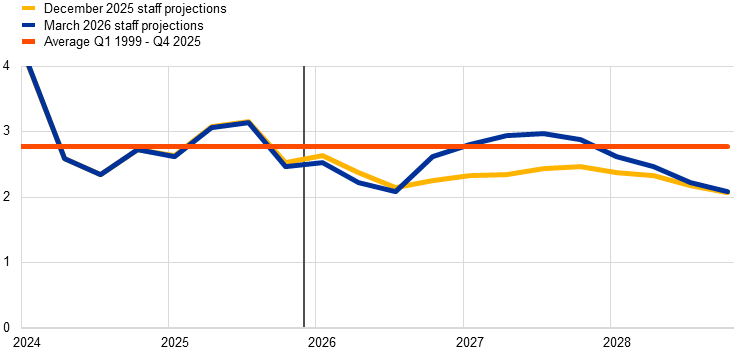 December 2025 staff projections
March 2026 staff projections
Average Q1 1999 - Q4 2025
4
3
2
1
0
2024 2025 2026 2027 2028